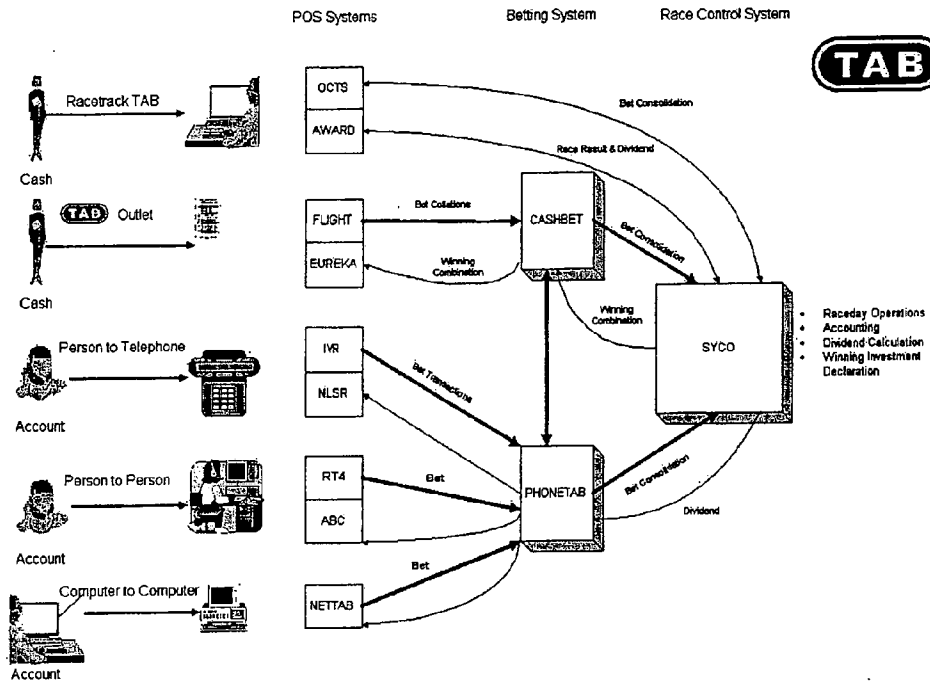 POS Systems
Betting System
Race Control System
TAB
Racetrack TAB
Cash
OCTS
AWARD
Bet Consolidation
Race Result & Dividend
TAB Outlet
Cash
FLIGHT
EUREKA
Bet Collations
Winning
Combination
CASHBET
Bet Consolidation
Winning
Combination
SYCO
• Raceday Operations
• Accounting
• Dividend Calculation
• Winning Investment
Declaration
Person to Telephone
Account
IVR
NLSR
Bet Transactions
Person to Person
Account
RT4
ABC
Bet
PHONETAB
Bet Consolidation
Dividend
Computer to Computer
Account
NETTAB
Bet